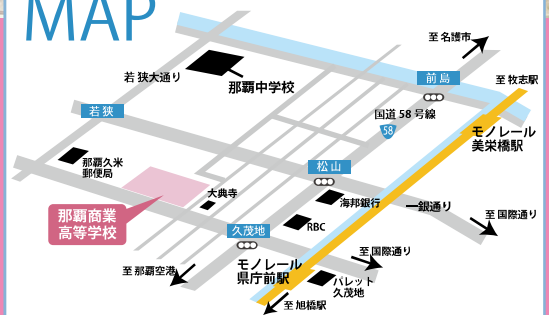 MAP
至 名護市
若狭大通り
那覇中学校
前島
至 牧志駅
若狭
国道58号線
58
モノレール
美栄橋駅
那覇久米
郵便局
松山
大典寺
海邦銀行
一銀通り
那覇商業
高等学校
久茂地
RBC
至 国際通り
至 国際通り
至 那覇空港
モノレール
県庁前駅
パレット
久茂地
至 旭橋駅